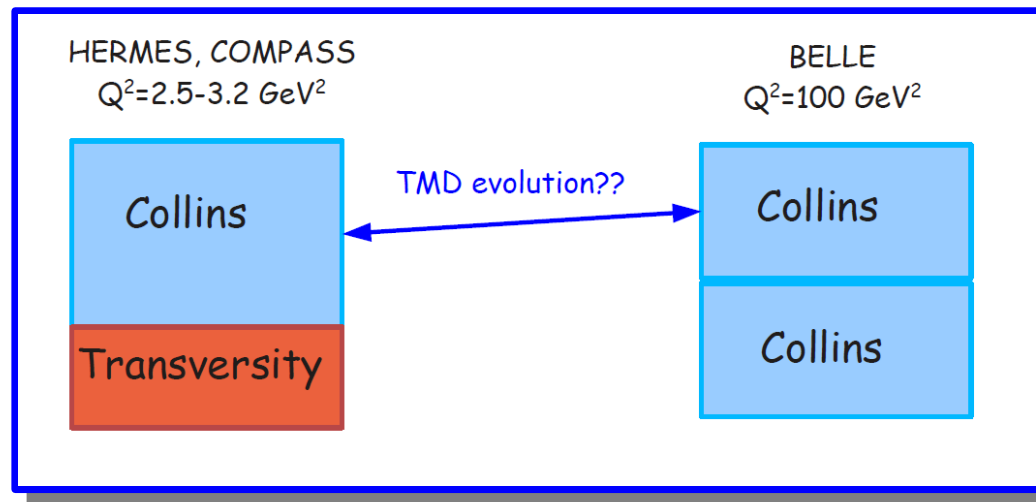 HERMES, COMPASS
Q²=2.5-3.2 GeV²
BELLE
Q²=100 GeV²
TMD evolution??
Collins
Transversity
Collins
Collins